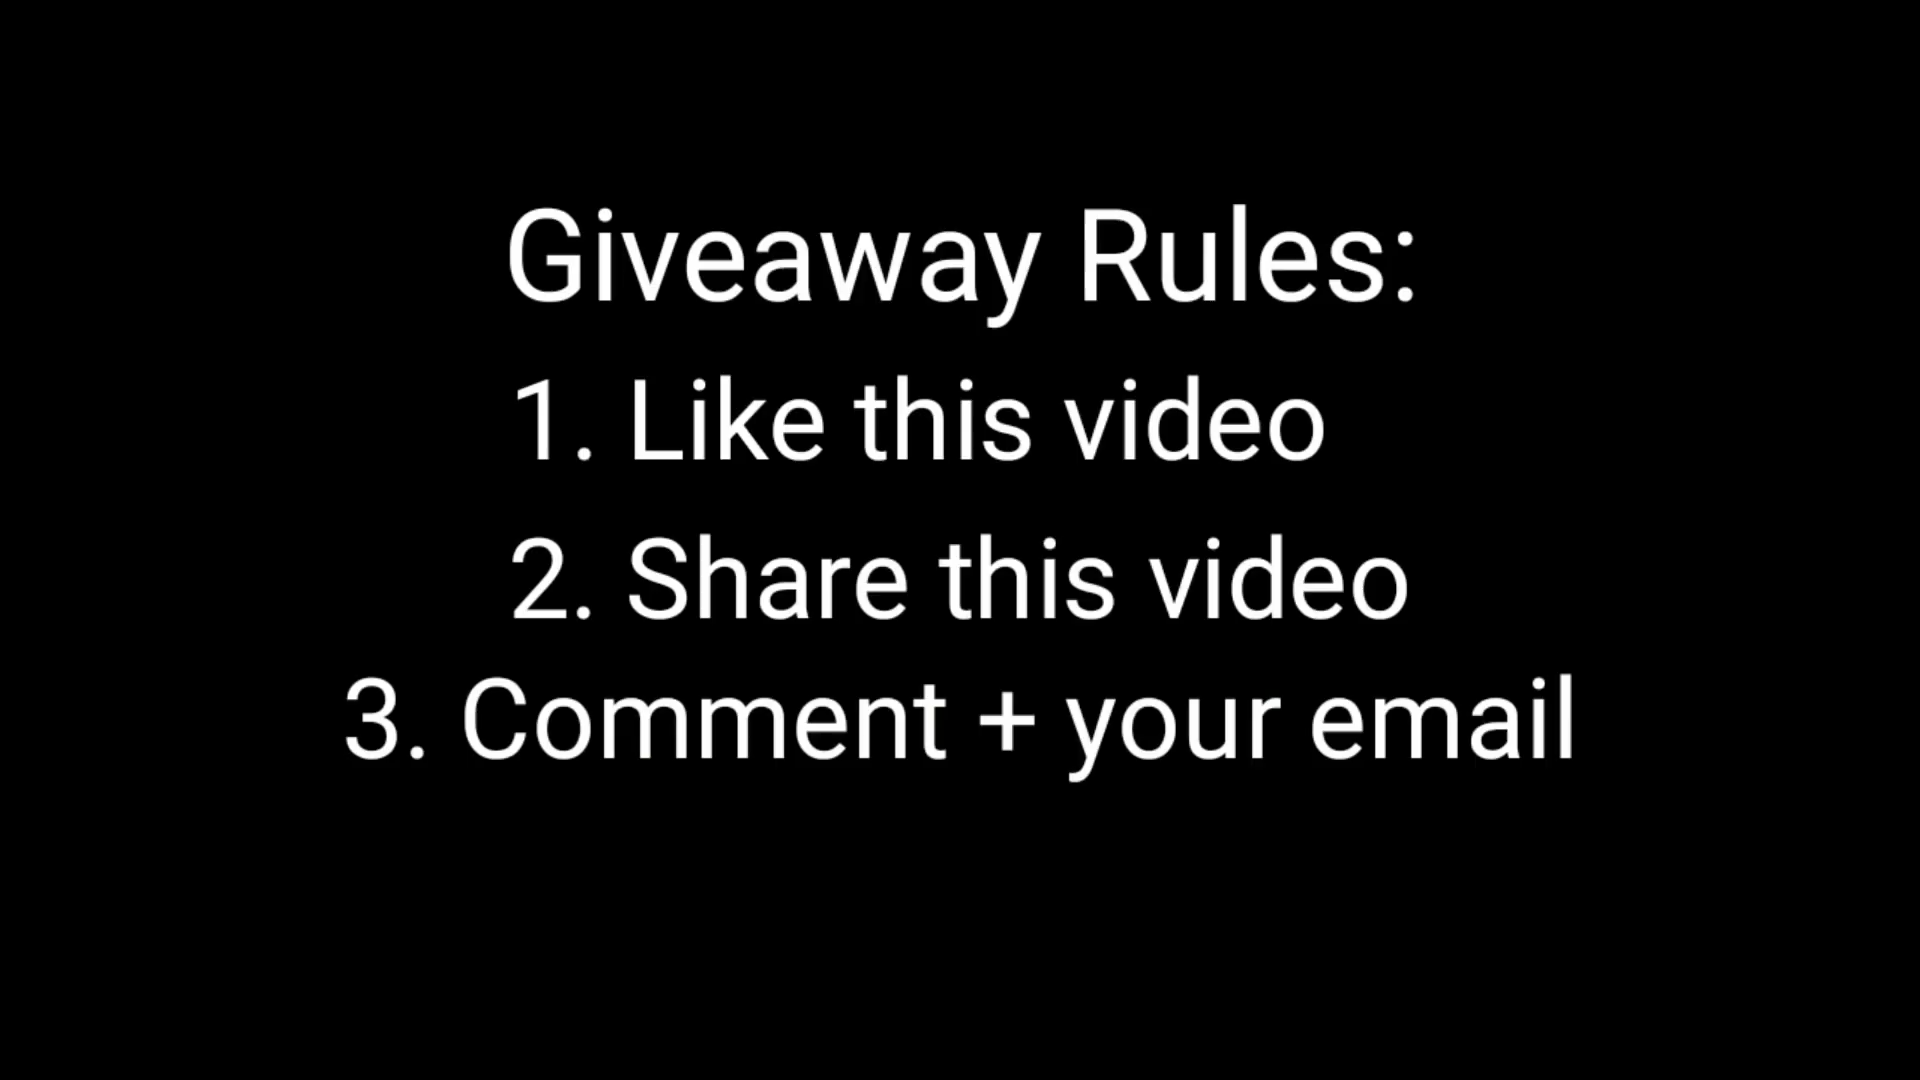 Giveaway Rules:
1. Like this video
2. Share this video
3. Comment + your email